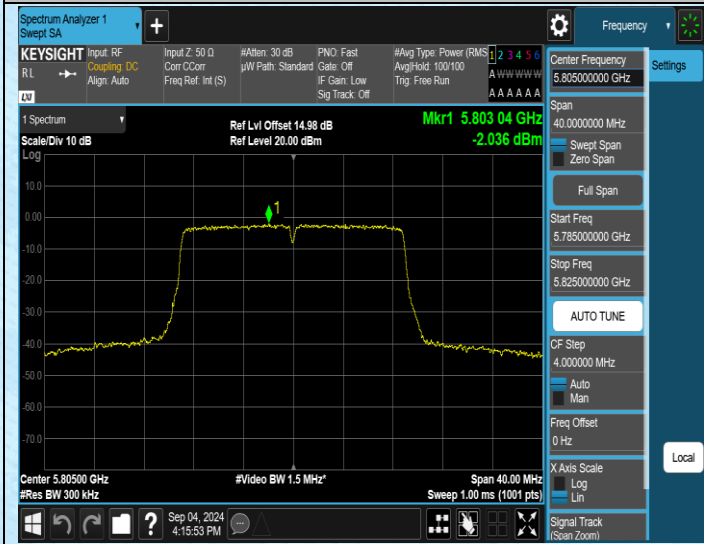 Spectrum Analyzer 1
Swept SA
+
Frequency
KEYSIGHT
RL
LXI
Input: RF
Coupling: DC
Align: Auto
Input Z: 50 Ω
Corr CCorr
Freq Ref: Int (S)
#Atten: 30 dB
µW Path: Standard
PNO: Fast
Gate: Off
IF Gain: Low
Sig Track: Off
#Avg Type: Power (RMS
Avg|Hold: 100/100
Trig: Free Run
1 2 3 4 5 6
A W W W W W
A A A A A A
1 Spectrum
Scale/Div 10 dB
Log
Ref Lvl Offset 14.98 dB
Ref Level 20.00 dBm
Mkr1 5.803 04 GHz
-2.036 dBm
1
10.0
0.00
-10.0
-20.0
-30.0
-40.0
-50.0
-60.0
-70.0
Center 5.80500 GHz
#Res BW 300 kHz
#Video BW 1.5 MHz*
Span 40.00 MHz
Sweep 1.00 ms (1001 pts)
?
Sep 04, 2024
4:15:53 PM
Center Frequency
5.805000000 GHz
Span
40.0000000 MHz
Swept Span
Zero Span
Full Span
Start Freq
5.785000000 GHz
Stop Freq
5.825000000 GHz
AUTO TUNE
CF Step
4.000000 MHz
Auto
Man
Freq Offset
0 Hz
X Axis Scale
Log
Lin
Signal Track
(Span Zoom)
Settings
Local